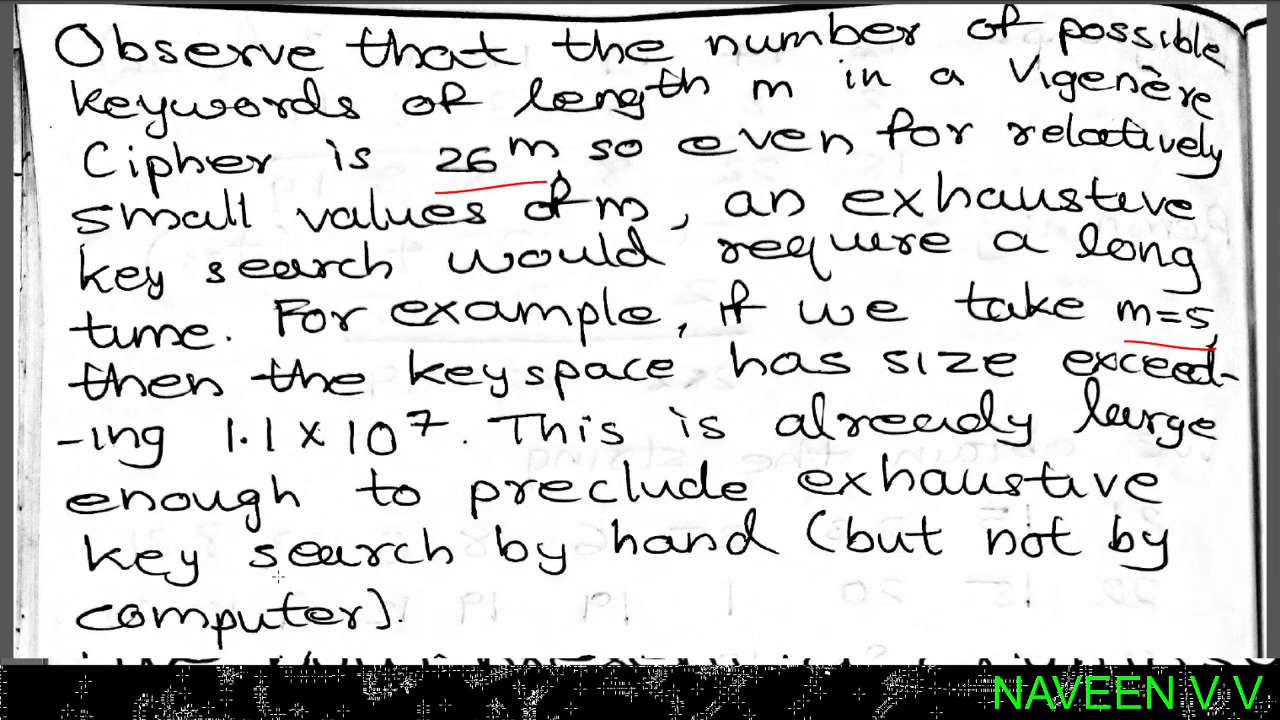 Observe that the number of possible
keywords of length m in a Vigenère
Cipher is 26^m so even for relatively
small values of m, an exhaustive
key search would require a long
time. For example, if we take m=5,
then the keyspace has size exceed-
-ing 1.1 x 10^7. This is already large
enough to preclude exhaustive
key search by hand (but not by
computer).
NAVEEN V V